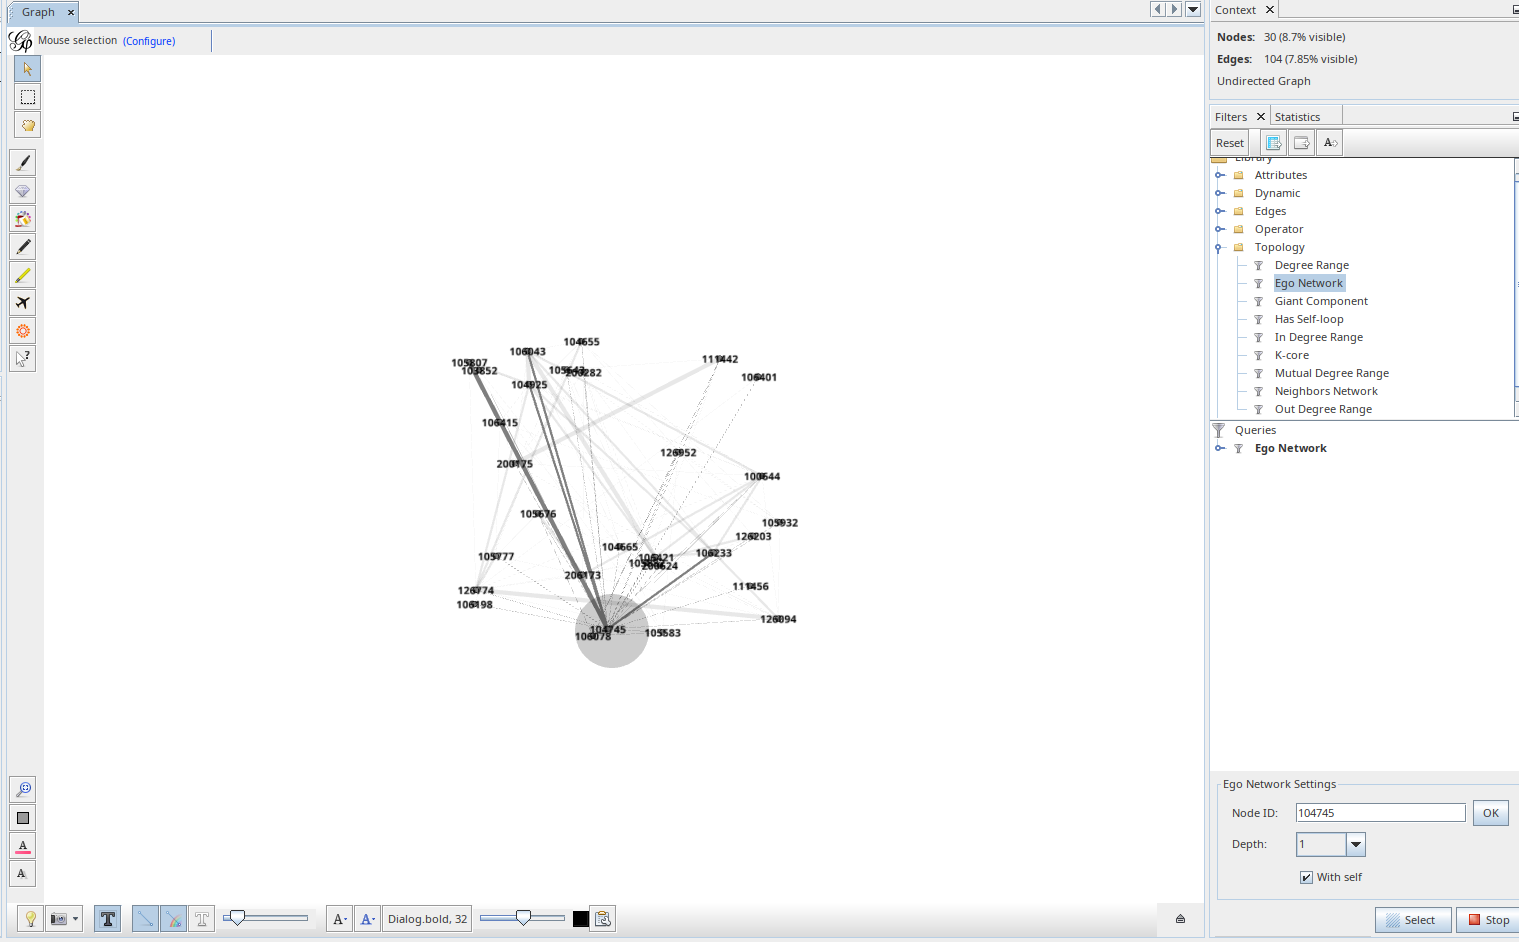 Graph
Mouse selection (Configure)
104655
106043
111442
105807
103852
200282
106401
104925
106415
126952
200175
100644
105676
105932
126203
104665
106421
106233
105777
200624
206173
111456
126774
106198
126094
104745
106078
105583
Dialog.bold, 32
Context
Nodes: 30 (8.7% visible)
Edges: 104 (7.85% visible)
Undirected Graph
Filters Statistics
Reset
Library
Attributes
Dynamic
Edges
Operator
Topology
Degree Range
Ego Network
Giant Component
Has Self-loop
In Degree Range
K-core
Mutual Degree Range
Neighbors Network
Out Degree Range
Queries
Ego Network
Ego Network Settings
Node ID: 104745 OK
Depth: 1
With self
Select Stop